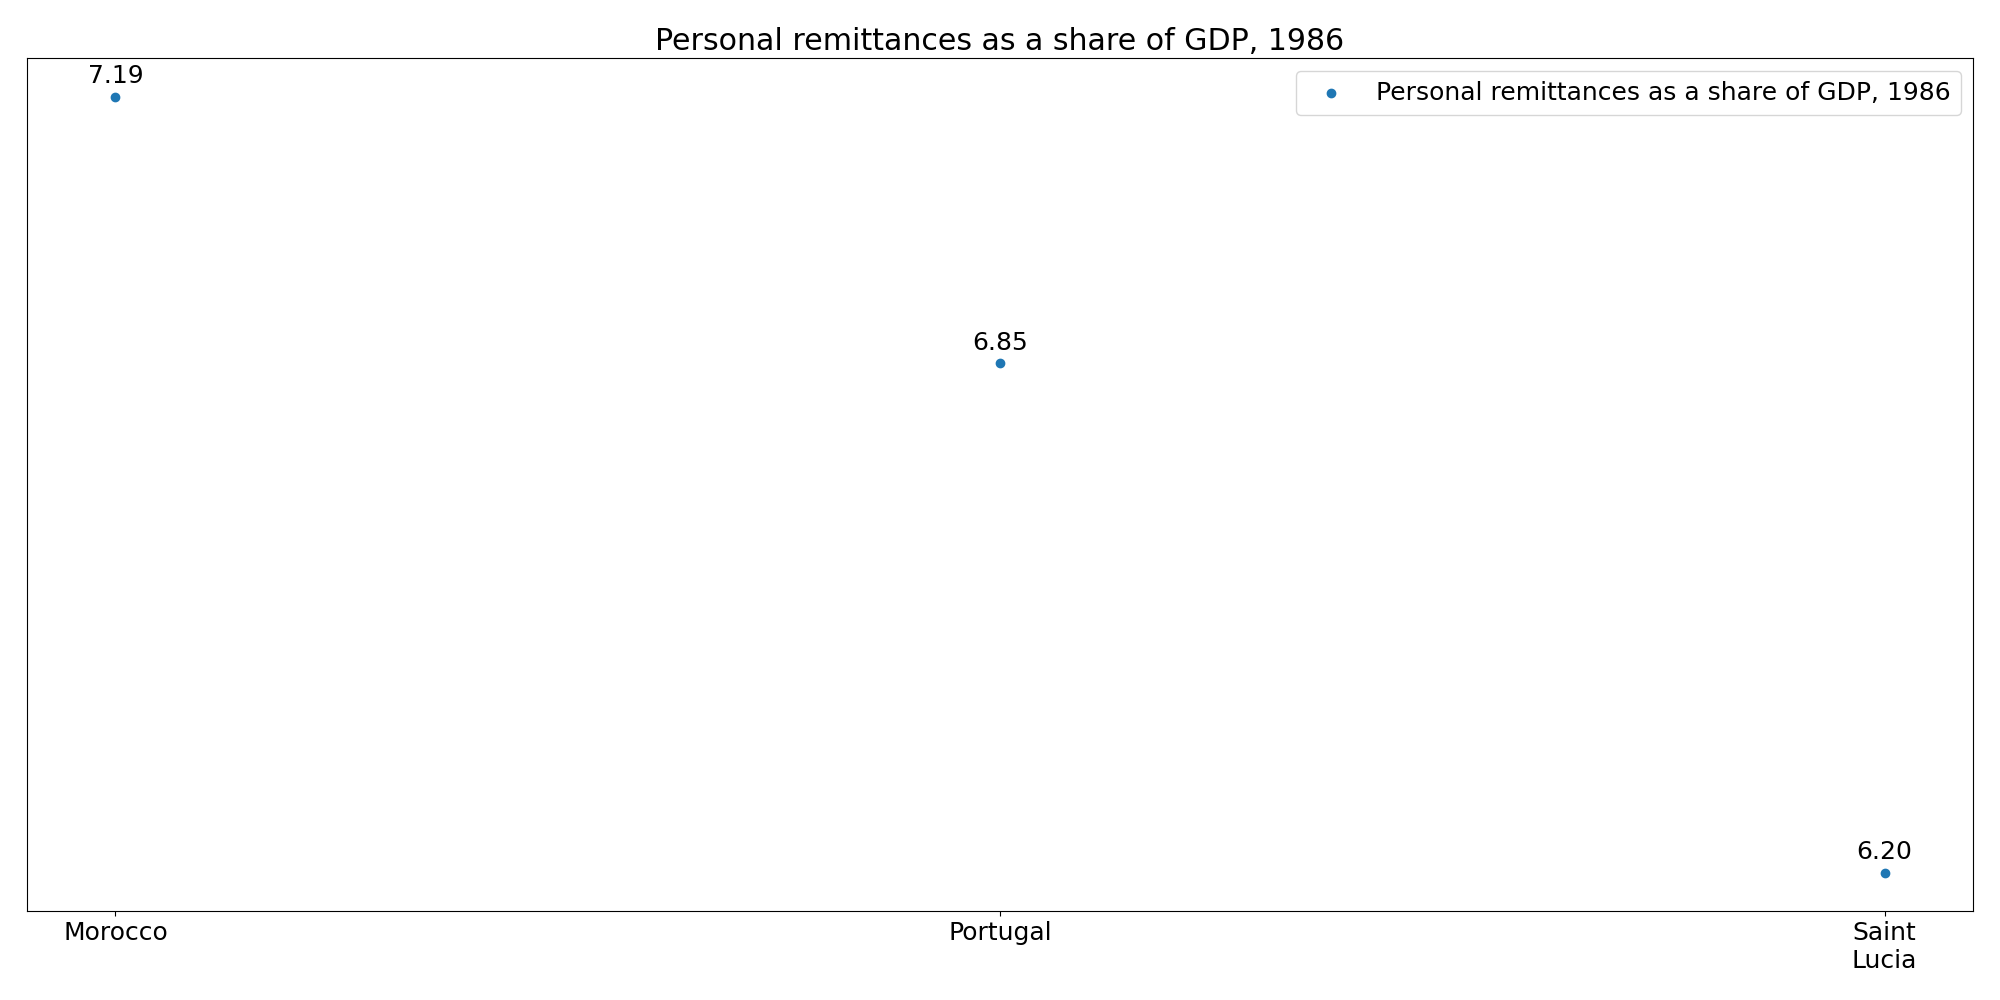 Personal remittances as a share of GDP, 1986
7.19
Personal remittances as a share of GDP, 1986
6.85
6.20
Morocco
Portugal
Saint
Lucia